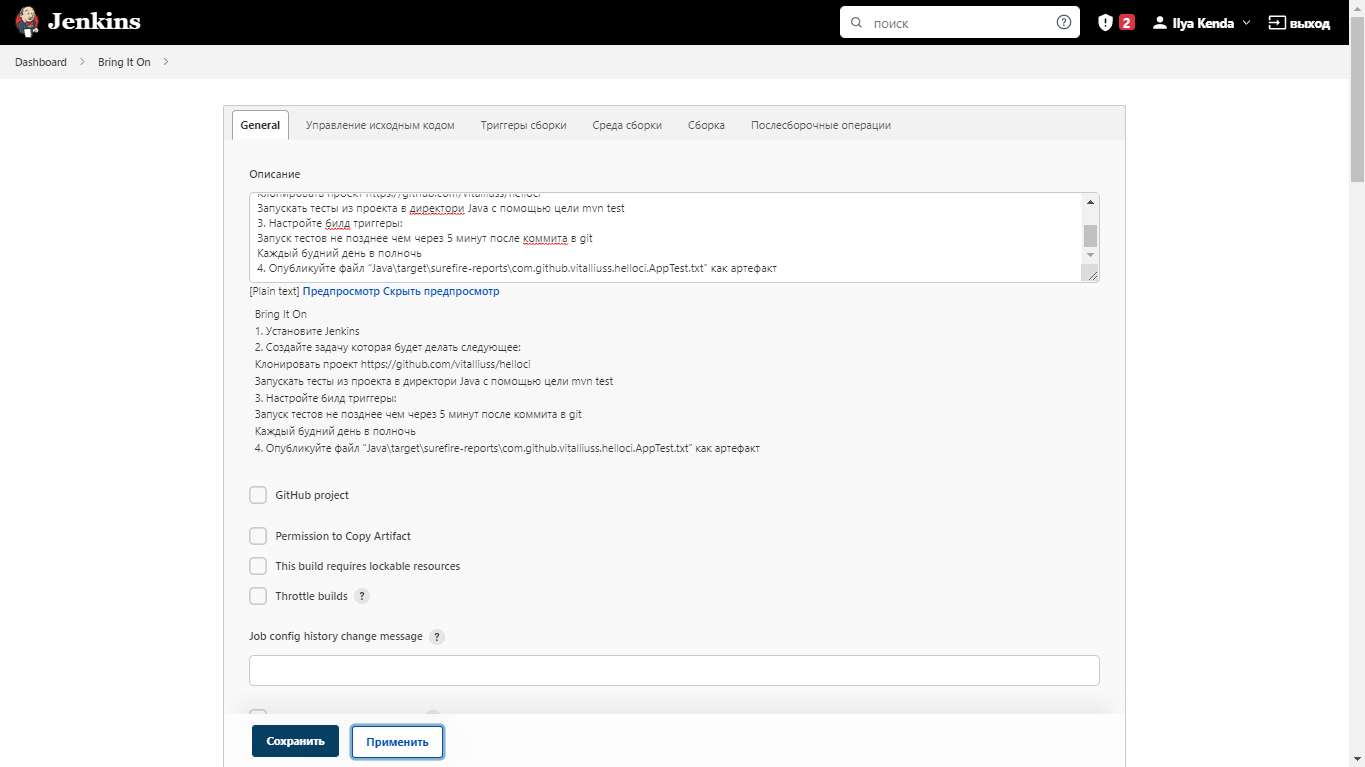 Jenkins
поиск
2
Ilya Kenda
выход
Dashboard
Bring It On
General
Управление исходным кодом
Триггеры сборки
Среда сборки
Сборка
Послесборочные операции
Описание
Клонировать проект https://github.com/vitalliuss/helloci
Запускать тесты из проекта в директори Java с помощью цели mvn test
3. Настройте билд триггеры:
Запуск тестов не позднее чем через 5 минут после коммита в git
Каждый будний день в полночь
4. Опубликуйте файл “Java\target\surefire-reports\com.github.vitalliuss.helloci.AppTest.txt” как артефакт
[Plain text] Предпросмотр Скрыть предпросмотр
Bring It On
1. Установите Jenkins
2. Создайте задачу которая будет делать следующее:
Клонировать проект https://github.com/vitalliuss/helloci
Запускать тесты из проекта в директори Java с помощью цели mvn test
3. Настройте билд триггеры:
Запуск тестов не позднее чем через 5 минут после коммита в git
Каждый будний день в полночь
4. Опубликуйте файл “Java\target\surefire-reports\com.github.vitalliuss.helloci.AppTest.txt” как артефакт
GitHub project
Permission to Copy Artifact
This build requires lockable resources
Throttle builds ?
Job config history change message ?
Сохранить
Применить